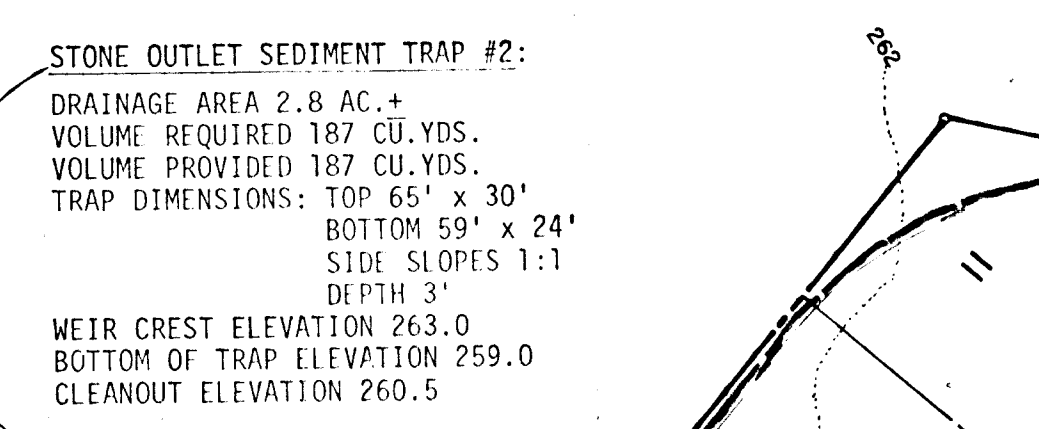 STONE OUTLET SEDIMENT TRAP #2:
DRAINAGE AREA 2.8 AC.±
VOLUME REQUIRED 187 CU.YDS.
VOLUME PROVIDED 187 CU.YDS.
TRAP DIMENSIONS: TOP 65' x 30'
BOTTOM 59' x 24'
SIDE SLOPES 1:1
DEPTH 3'
WEIR CREST ELEVATION 263.0
BOTTOM OF TRAP ELEVATION 259.0
CLEANOUT ELEVATION 260.5
262